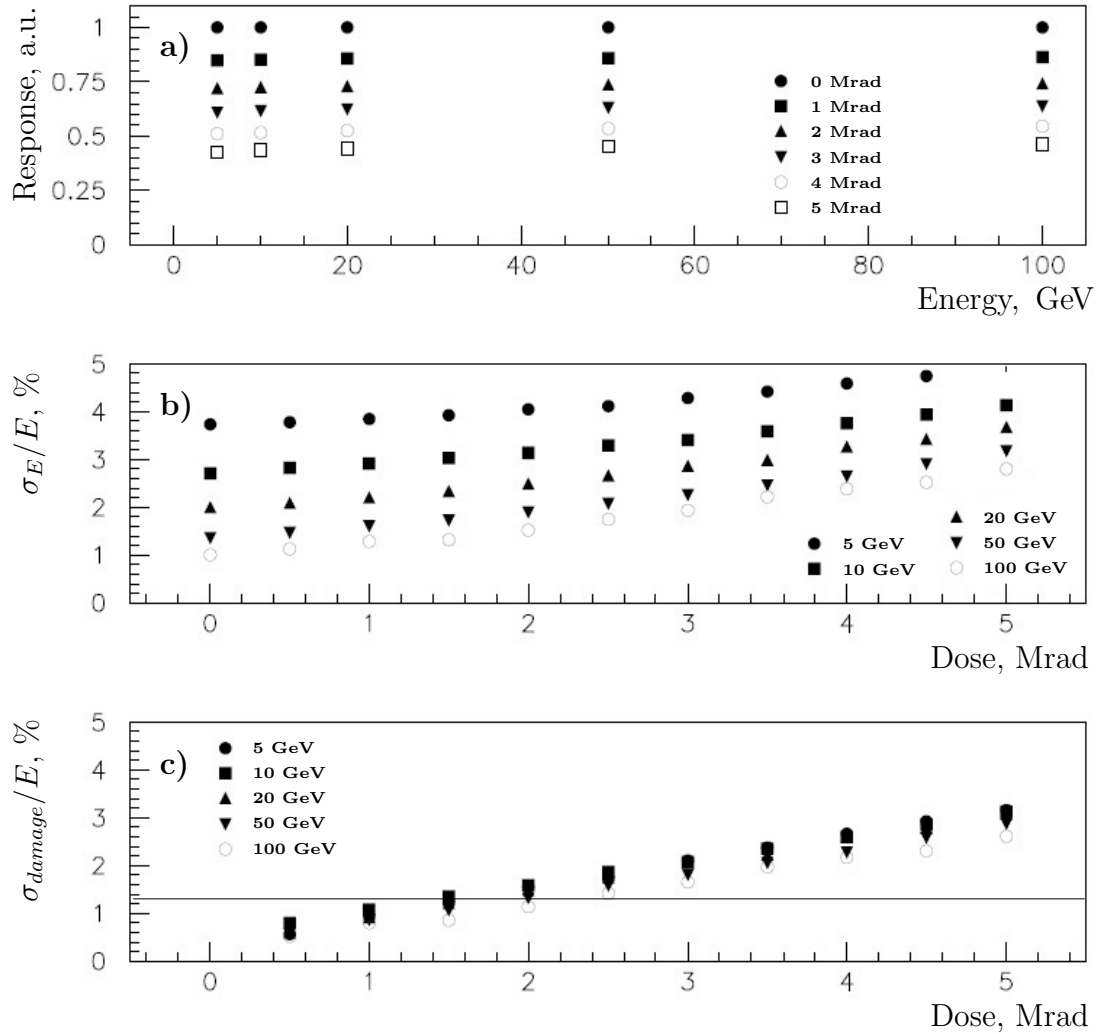 Response, a.u.
1
0.75
0.5
0.25
0
a)
0 Mrad
1 Mrad
2 Mrad
3 Mrad
4 Mrad
5 Mrad
0 20 40 60 80 100
Energy, GeV
σ_E/E, %
5
4
3
2
1
0
b)
5 GeV
10 GeV
20 GeV
50 GeV
100 GeV
0 1 2 3 4 5
Dose, Mrad
σ_damage/E, %
5
4
3
2
1
0
c)
5 GeV
10 GeV
20 GeV
50 GeV
100 GeV
0 1 2 3 4 5
Dose, Mrad